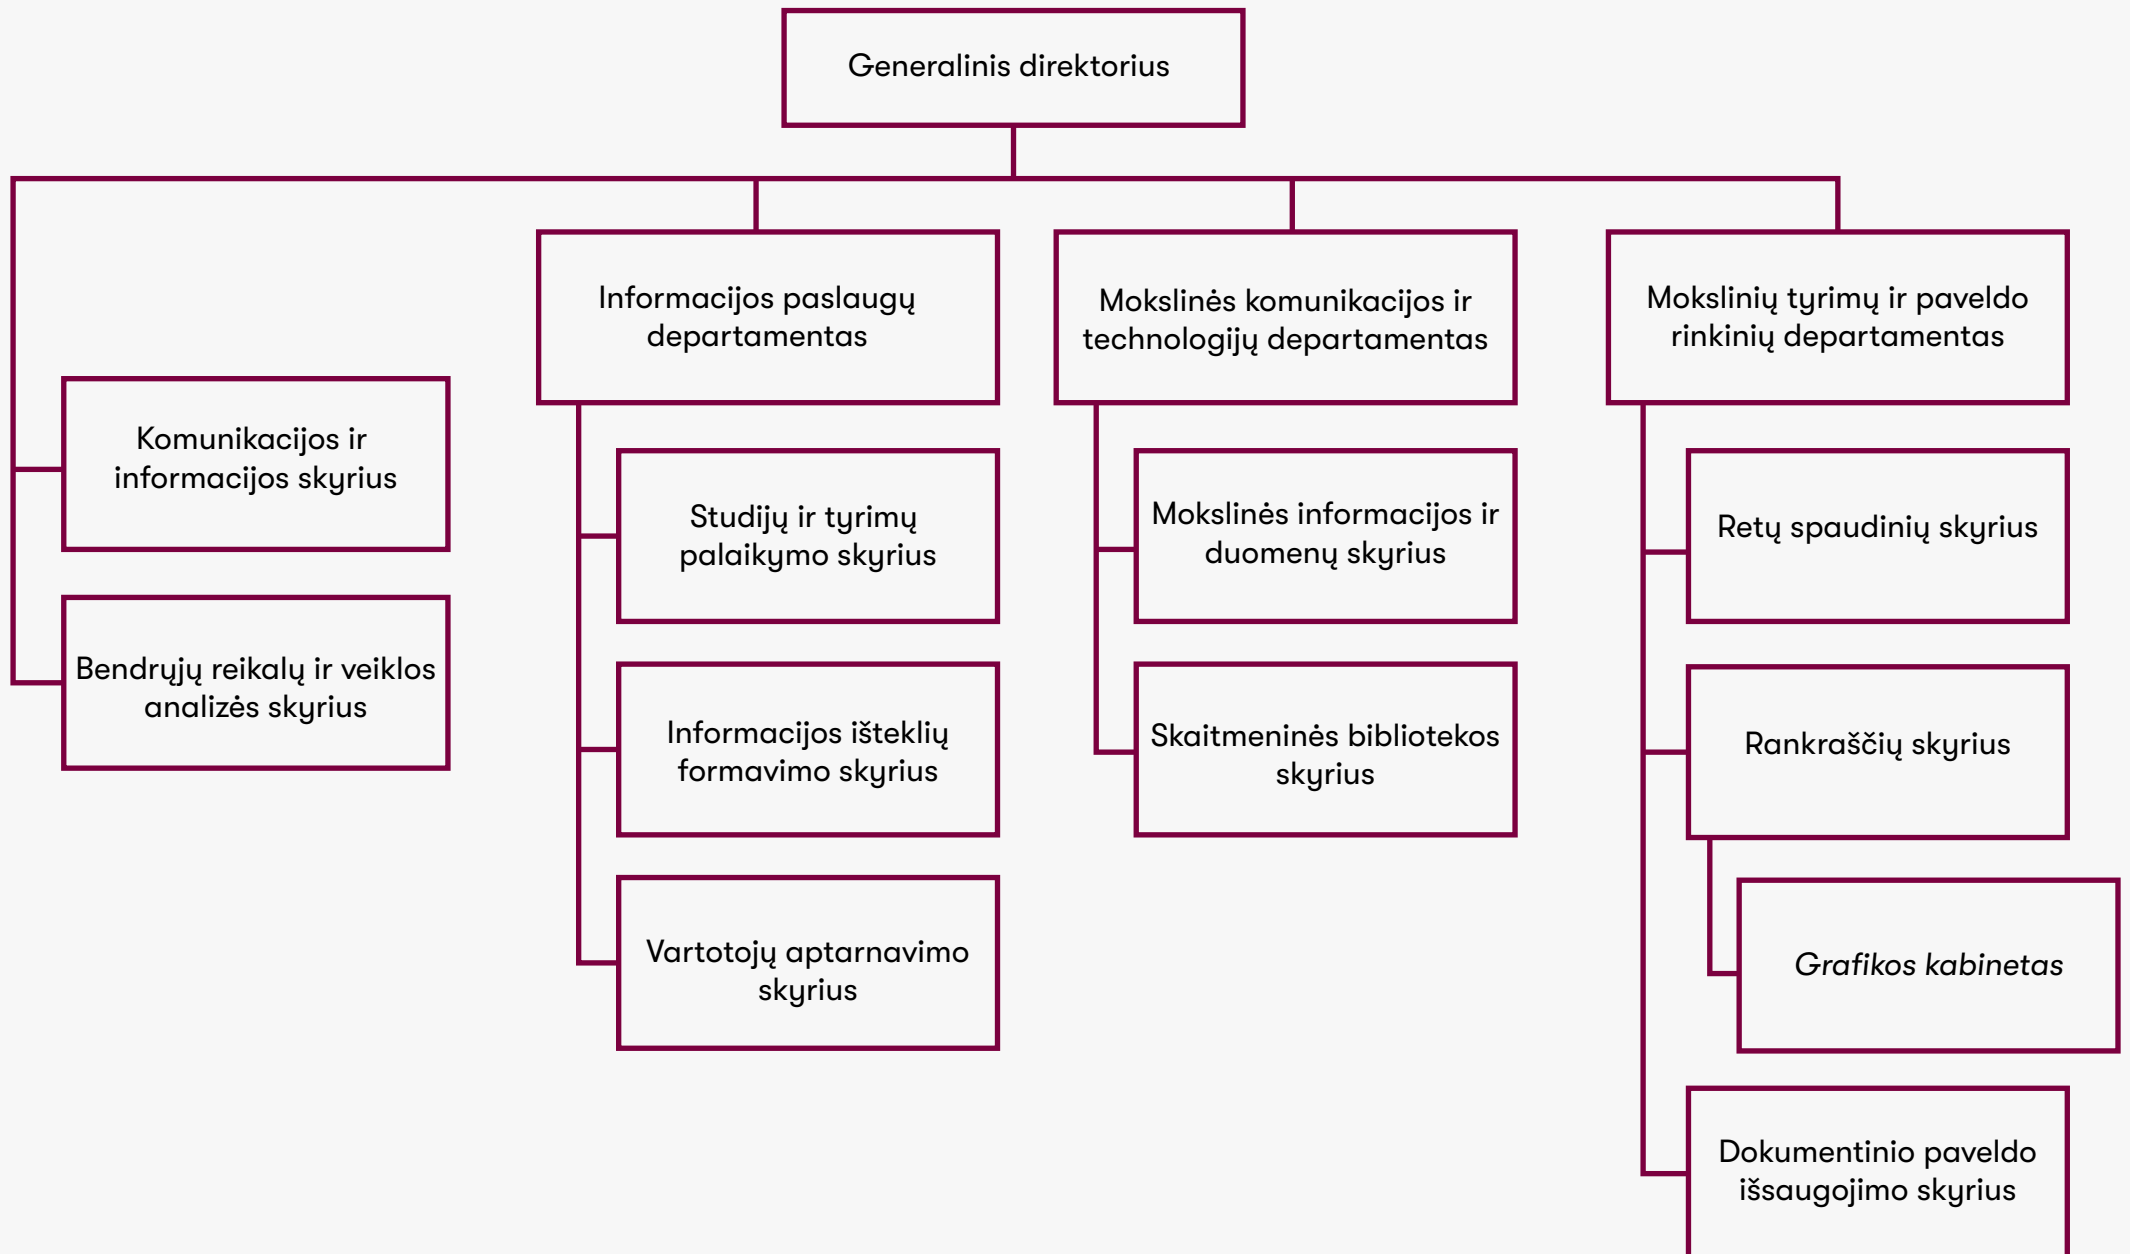 Generalinis direktorius
Komunikacijos ir
informacijos skyrius
Bendrųjų reikalų ir veiklos
analizės skyrius
Informacijos paslaugų
departamentas
Studijų ir tyrimų
palaikymo skyrius
Informacijos išteklių
formavimo skyrius
Vartotojų aptarnavimo
skyrius
Mokslinės komunikacijos ir
technologijų departamentas
Mokslinės informacijos ir
duomenų skyrius
Skaitmeninės bibliotekos
skyrius
Mokslinių tyrimų ir paveldo
rinkinių departamentas
Retų spaudinių skyrius
Rankraščių skyrius
Grafikos kabinetas
Dokumentinio paveldo
išsaugojimo skyrius